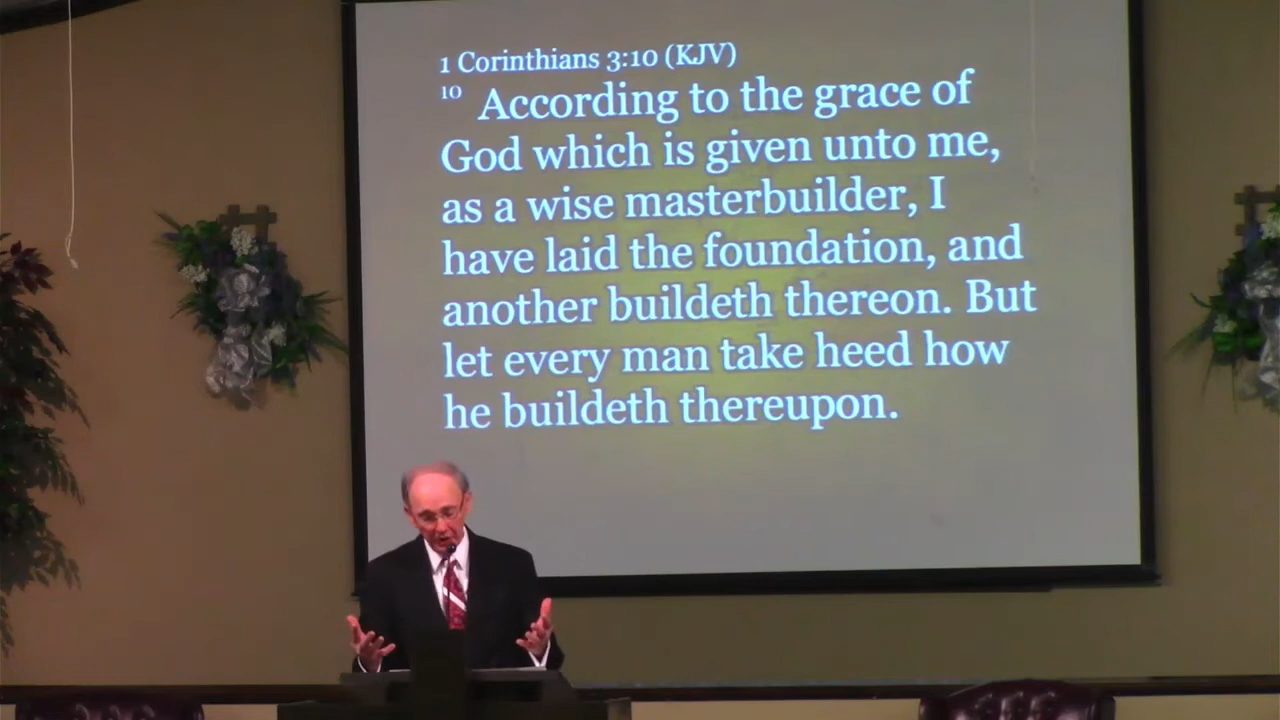 1 Corinthians 3:10 (KJV)
10 According to the grace of
God which is given unto me,
as a wise masterbuilder, I
have laid the foundation, and
another buildeth thereon. But
let every man take heed how
he buildeth thereupon.